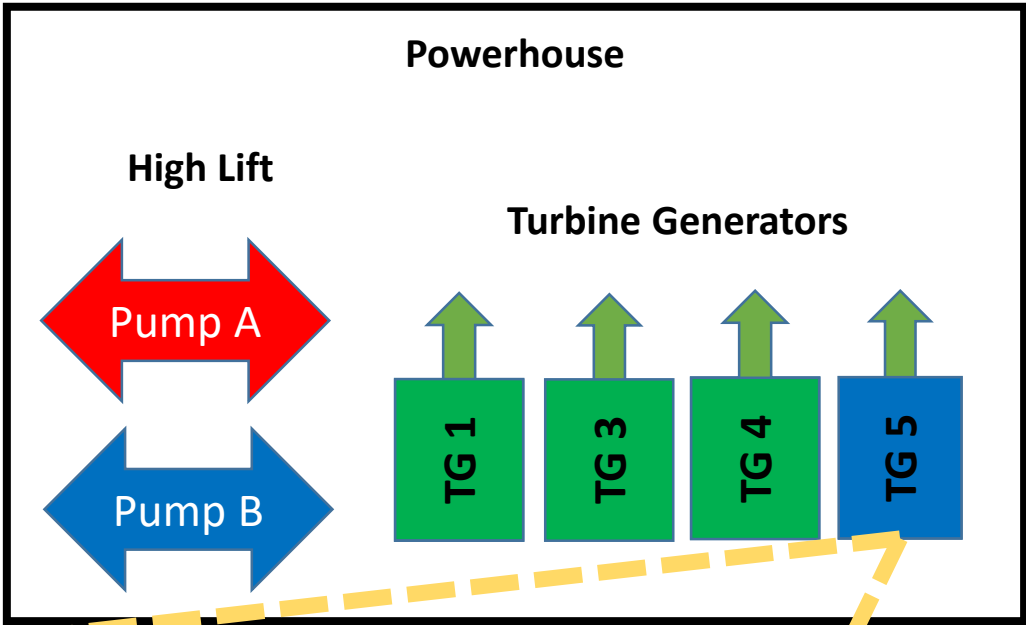 Powerhouse
High Lift
Turbine Generators
Pump A
Pump B
TG 1
TG 3
TG 4
TG 5